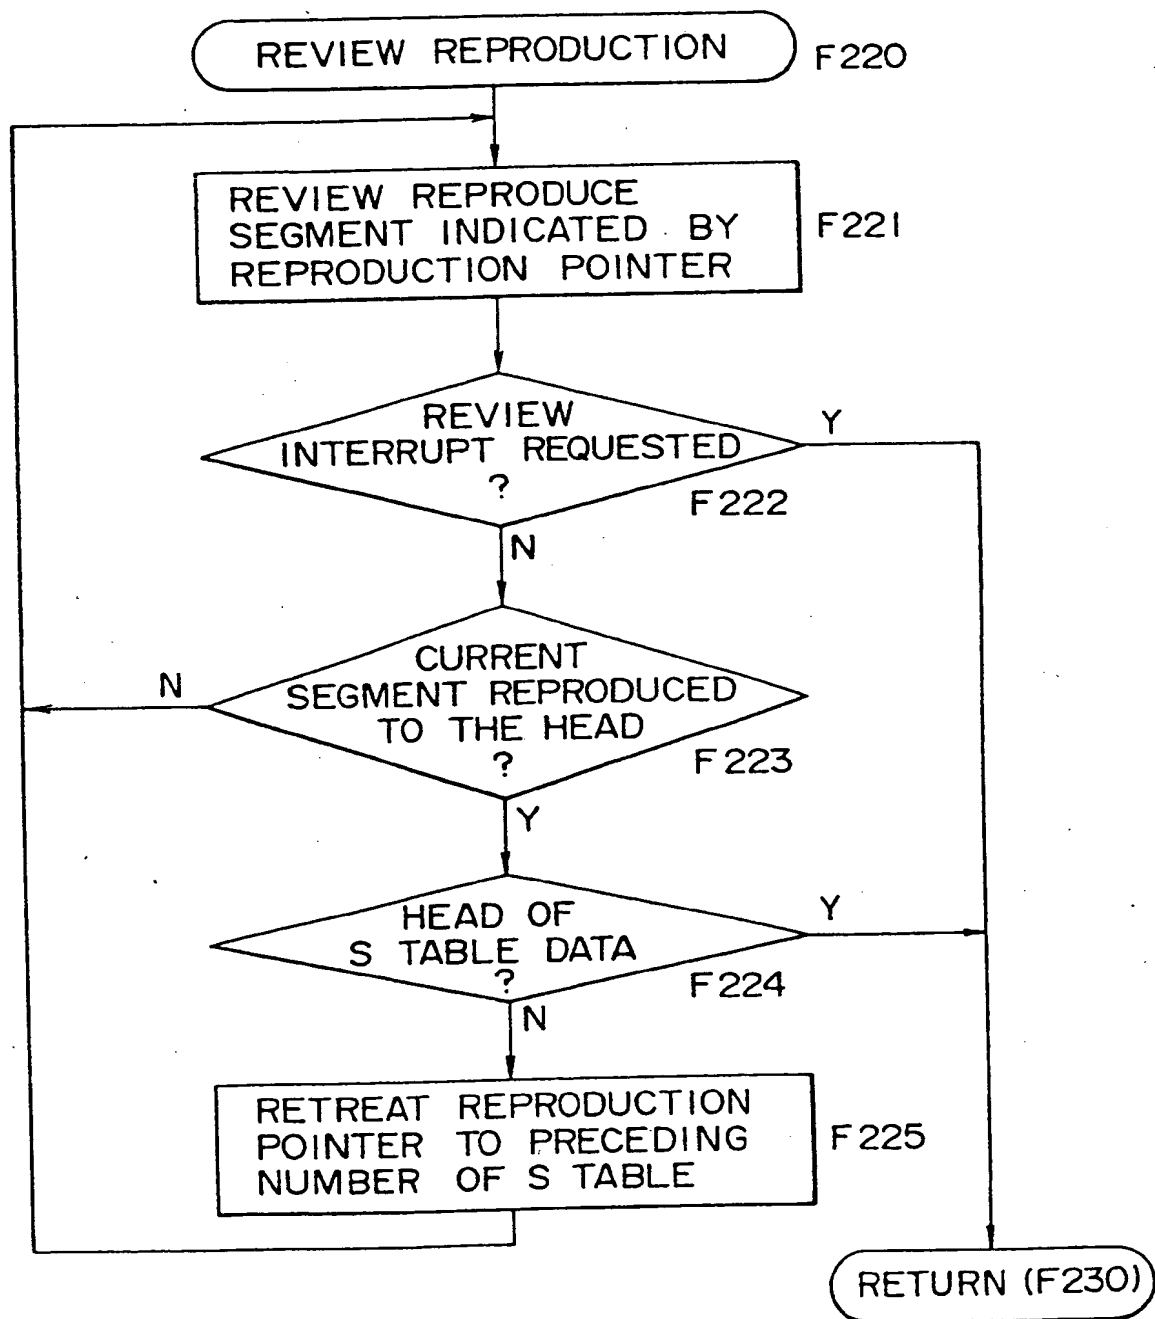 REVIEW REPRODUCTION
F220
REVIEW REPRODUCE
SEGMENT INDICATED BY
REPRODUCTION POINTER
F221
REVIEW
INTERRUPT REQUESTED
?
Y
F222
N
CURRENT
SEGMENT REPRODUCED
TO THE HEAD
?
N
F223
Y
HEAD OF
S TABLE DATA
?
Y
F224
N
RETREAT REPRODUCTION
POINTER TO PRECEDING
NUMBER OF S TABLE
F225
RETURN (F230)